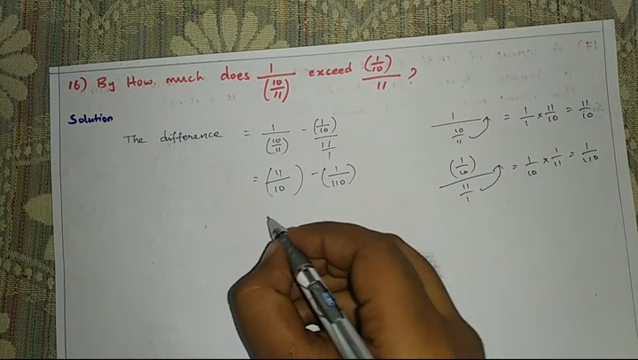 16) By How much does 1/(10/11) exceed (1/10)/11 ?
Solution
The difference = 1/(10/11) - (1/10)/(11/1)
= (11/10) - (1/110)
1/(10/11) = 1/1 × 11/10 = 11/10
(1/10)/(11/1) = 1/10 × 1/11 = 1/110